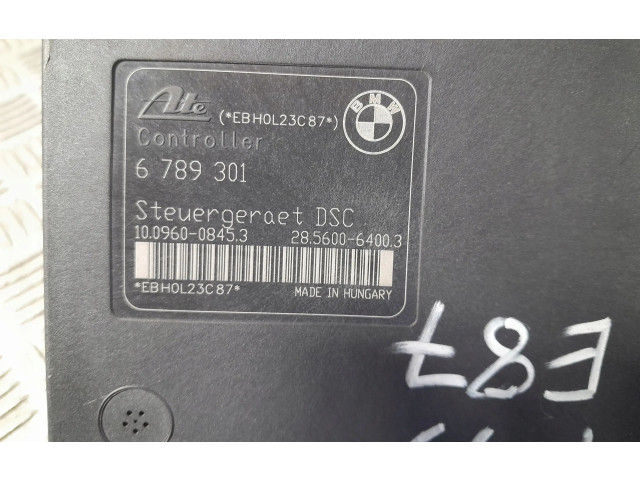 Ate (*EBH0L23C87*) BMW
Controller
6 789 301
Steuergeraet DSC
10.0960-0845.3 28.5600-6400.3
*EBH0L23C87*
MADE IN HUNGARY
E87